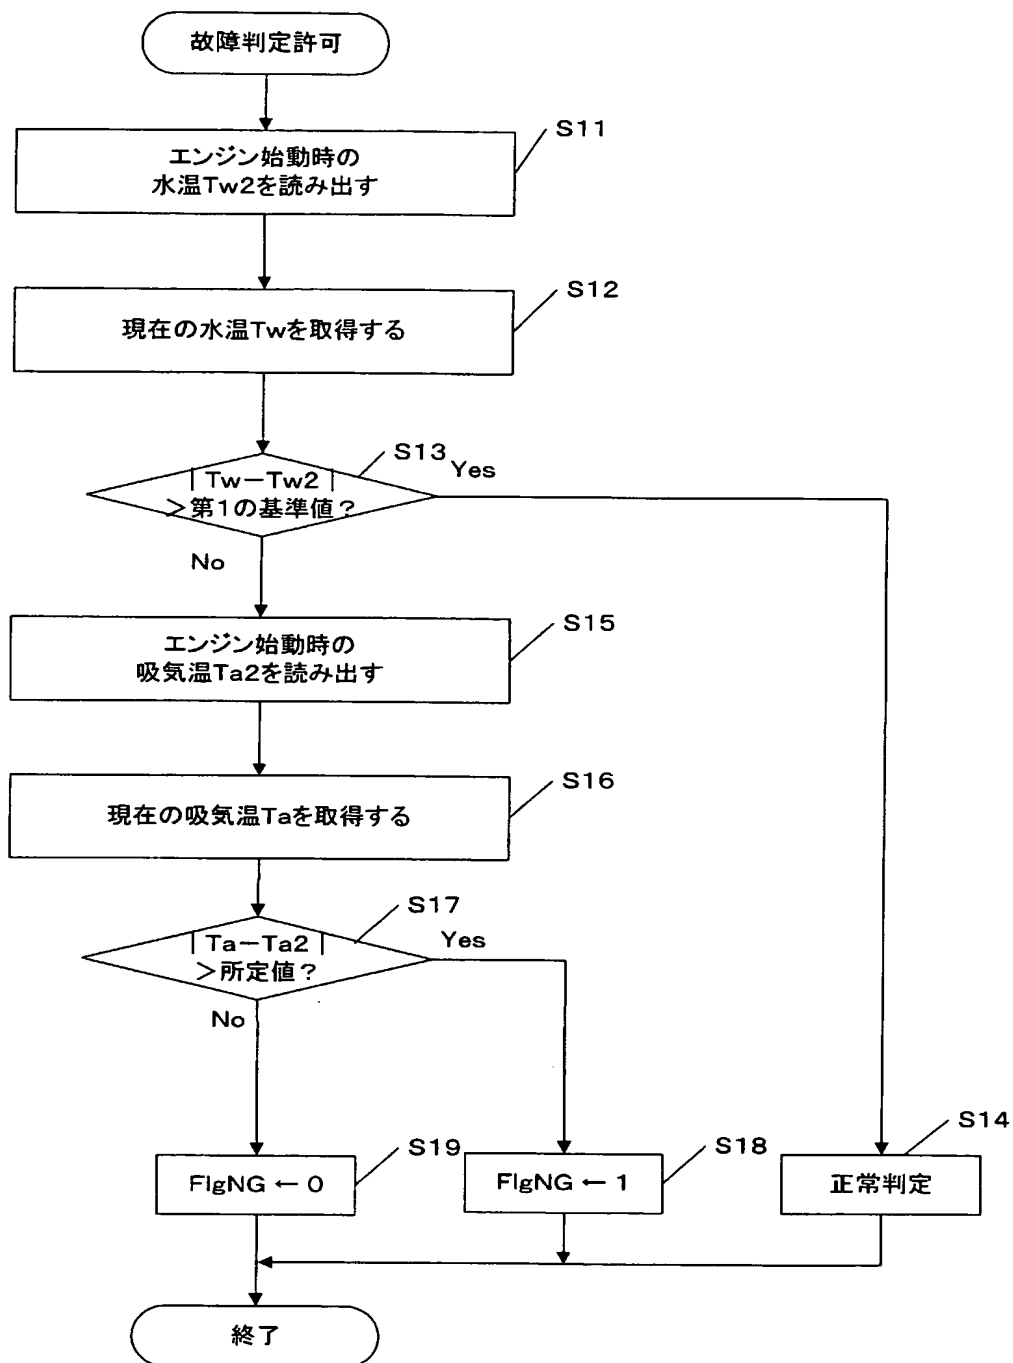 故障判定許可
S11
エンジン始動時の
水温Tw2を読み出す
S12
現在の水温Twを取得する
S13
Yes
|Tw-Tw2|
>第1の基準値?
No
S15
エンジン始動時の
吸気温Ta2を読み出す
S16
現在の吸気温Taを取得する
S17
Yes
|Ta-Ta2|
>所定値?
No
S19
FlgNG ← 0
S18
FlgNG ← 1
S14
正常判定
終了